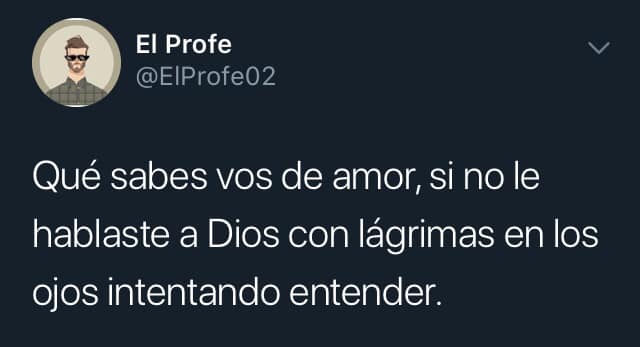 El Profe
@ElProfe02
Qué sabes vos de amor, si no le
hablaste a Dios con lágrimas en los
ojos intentando entender.